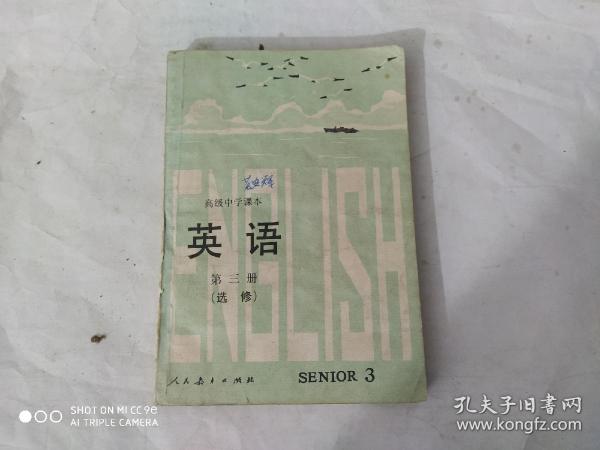 高级中学课本
英语
第三册
(选修)
ENGLISH
人民教育出版社
SENIOR 3
SHOT ON MI CC 9e
AI TRIPLE CAMERA
孔夫子旧书网
www.kongfz.com